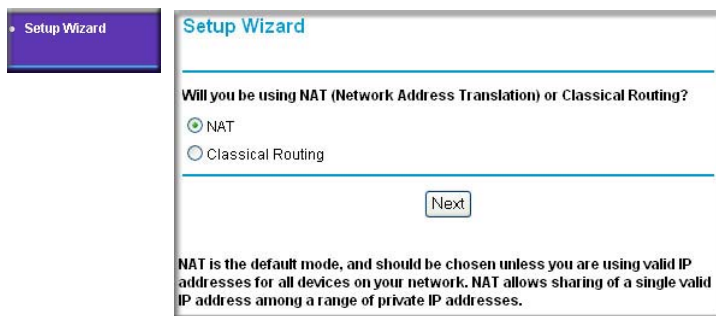 Setup Wizard
Setup Wizard
Will you be using NAT (Network Address Translation) or Classical Routing?
NAT
Classical Routing
Next
NAT is the default mode, and should be chosen unless you are using valid IP
addresses for all devices on your network. NAT allows sharing of a single valid
IP address among a range of private IP addresses.